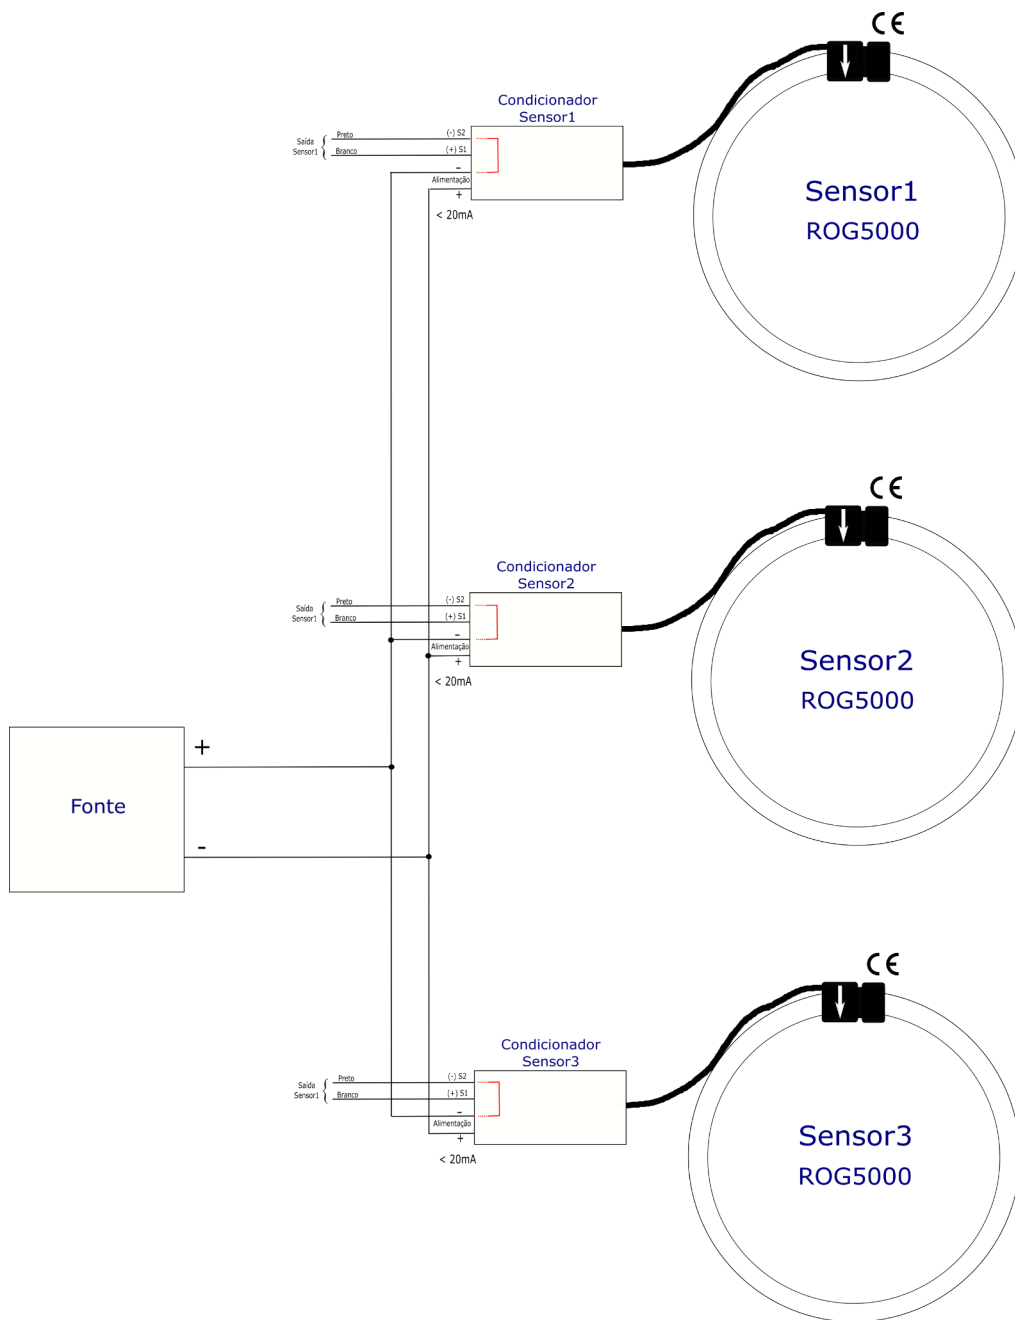 CE
Condicionador
Sensor1
Saída
Sensor1
Preto
(-) S2
Branco
(+) S1
-
Alimentação
+
< 20mA
Sensor1
ROG5000
CE
Condicionador
Sensor2
Saída
Sensor1
Preto
(-) S2
Branco
(+) S1
-
Alimentação
+
< 20mA
Sensor2
ROG5000
+
Fonte
-
CE
Condicionador
Sensor3
Saída
Sensor1
Preto
(-) S2
Branco
(+) S1
-
Alimentação
+
< 20mA
Sensor3
ROG5000